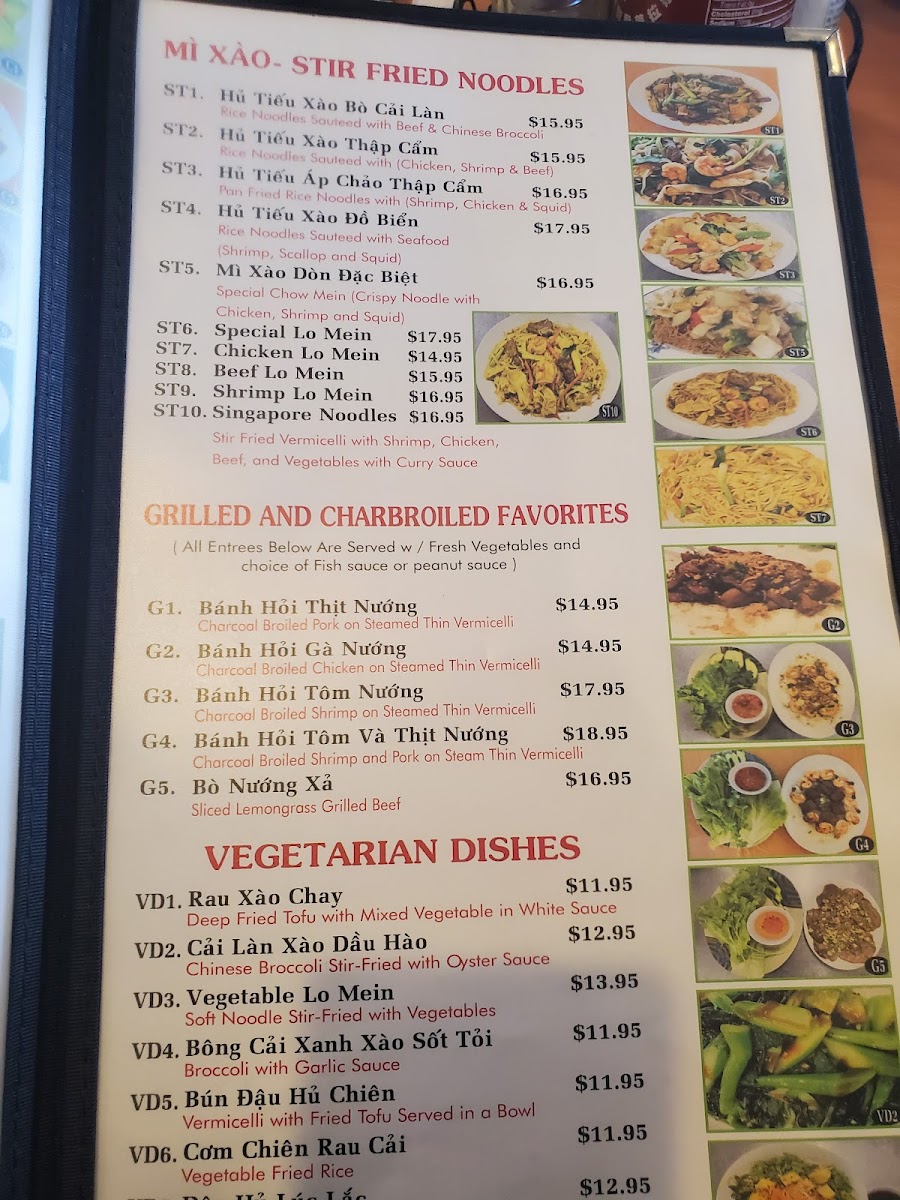 MÌ XÀO- STIR FRIED NOODLES
ST1. Hủ Tiếu Xào Bò Cải Làn $15.95
Rice Noodles Sauteed with Beef & Chinese Broccoli
ST2. Hủ Tiếu Xào Thập Cẩm $15.95
Rice Noodles Sauteed with (Chicken, Shrimp & Beef)
ST3. Hủ Tiếu Áp Chảo Thập Cẩm $16.95
Pan Fried Rice Noodles with (Shrimp, Chicken & Squid)
ST4. Hủ Tiếu Xào Đồ Biển $17.95
Rice Noodles Sauteed with Seafood
(Shrimp, Scallop and Squid)
ST5. Mì Xào Dòn Đặc Biệt $16.95
Special Chow Mein (Crispy Noodle with
Chicken, Shrimp and Squid)
ST6. Special Lo Mein $17.95
ST7. Chicken Lo Mein $14.95
ST8. Beef Lo Mein $15.95
ST9. Shrimp Lo Mein $16.95
ST10. Singapore Noodles $16.95
Stir Fried Vermicelli with Shrimp, Chicken,
Beef, and Vegetables with Curry Sauce
ST10
ST1
ST2
ST3
ST5
ST6
ST7
GRILLED AND CHARBROILED FAVORITES
( All Entrees Below Are Served w / Fresh Vegetables and
choice of Fish sauce or peanut sauce )
G1. Bánh Hỏi Thịt Nướng $14.95
Charcoal Broiled Pork on Steamed Thin Vermicelli
G2. Bánh Hỏi Gà Nướng $14.95
Charcoal Broiled Chicken on Steamed Thin Vermicelli
G3. Bánh Hỏi Tôm Nướng $17.95
Charcoal Broiled Shrimp on Steamed Thin Vermicelli
G4. Bánh Hỏi Tôm Và Thịt Nướng $18.95
Charcoal Broiled Shrimp and Pork on Steam Thin Vermicelli
G5. Bò Nướng Xả $16.95
Sliced Lemongrass Grilled Beef
G2
G3
G4
G5
VEGETARIAN DISHES
VD1. Rau Xào Chay $11.95
Deep Fried Tofu with Mixed Vegetable in White Sauce
VD2. Cải Làn Xào Dầu Hào $12.95
Chinese Broccoli Stir-Fried with Oyster Sauce
VD3. Vegetable Lo Mein $13.95
Soft Noodle Stir-Fried with Vegetables
VD4. Bông Cải Xanh Xào Sốt Tỏi $11.95
Broccoli with Garlic Sauce
VD5. Bún Đậu Hủ Chiên $11.95
Vermicelli with Fried Tofu Served in a Bowl
VD6. Cơm Chiên Rau Cải $11.95
Vegetable Fried Rice
$12.95
VD2